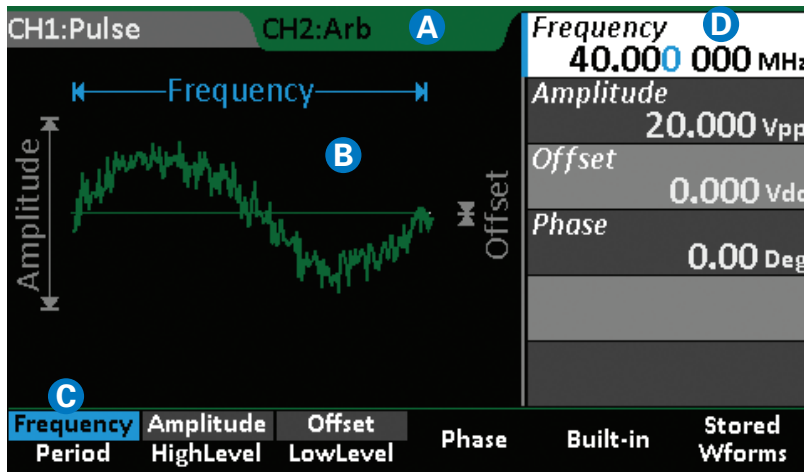 CH1:Pulse
CH2:Arb
A
D
Frequency
40.000 000 MHz
Amplitude
20.000 Vpp
Offset
0.000 Vdc
Phase
0.00 Deg
Frequency
B
Amplitude
Offset
C
Frequency Amplitude Offset
Period HighLevel LowLevel
Phase
Built-in
Stored
Wforms